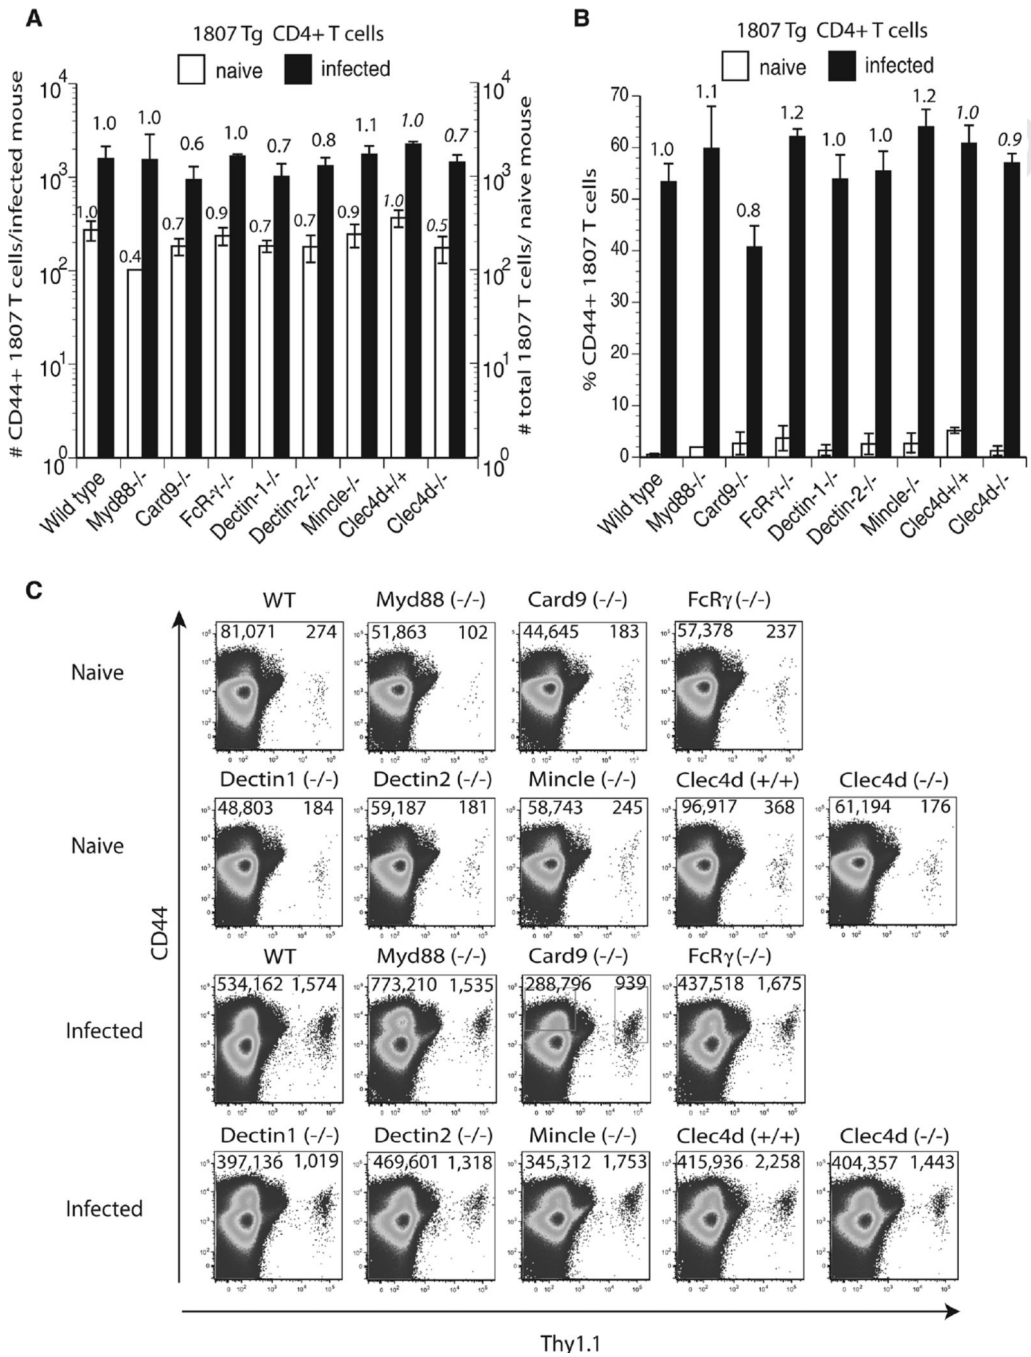 A
1807 Tg CD4+ T cells
naive infected
# CD44+ 1807 T cells/infected mouse
# total 1807 T cells/ naive mouse
10^4
10^3
10^2
10^1
10^0
10^4
10^3
10^2
10^1
10^0
1.0 1.0 0.6 1.0 0.7 0.8 1.1 1.0 0.7
1.0 0.4 0.7 0.9 0.7 0.7 0.9 1.0 0.5
Wild type Myd88-/- Card9-/- FcR-γ-/- Dectin-1-/- Dectin-2-/- Mincle-/- Clec4d+/+ Clec4d-/-
B
1807 Tg CD4+ T cells
naive infected
% CD44+ 1807 T cells
70
60
50
40
30
20
10
0
1.0 1.1 0.8 1.2 1.0 1.0 1.2 1.0 0.9
Wild type Myd88-/- Card9-/- FcR-γ-/- Dectin-1-/- Dectin-2-/- Mincle-/- Clec4d+/+ Clec4d-/-
C
WT Myd88 (-/-) Card9 (-/-) FcRγ (-/-)
Naive
81,071 274 51,863 102 44,645 183 57,378 237
Dectin1 (-/-) Dectin2 (-/-) Mincle (-/-) Clec4d (+/+) Clec4d (-/-)
Naive
48,803 184 59,187 181 58,743 245 96,917 368 61,194 176
CD44
WT Myd88 (-/-) Card9 (-/-) FcRγ (-/-)
Infected
534,162 1,574 773,210 1,535 288,796 939 437,518 1,675
Dectin1 (-/-) Dectin2 (-/-) Mincle (-/-) Clec4d (+/+) Clec4d (-/-)
Infected
397,136 1,019 469,601 1,318 345,312 1,753 415,936 2,258 404,357 1,443
Thy1.1